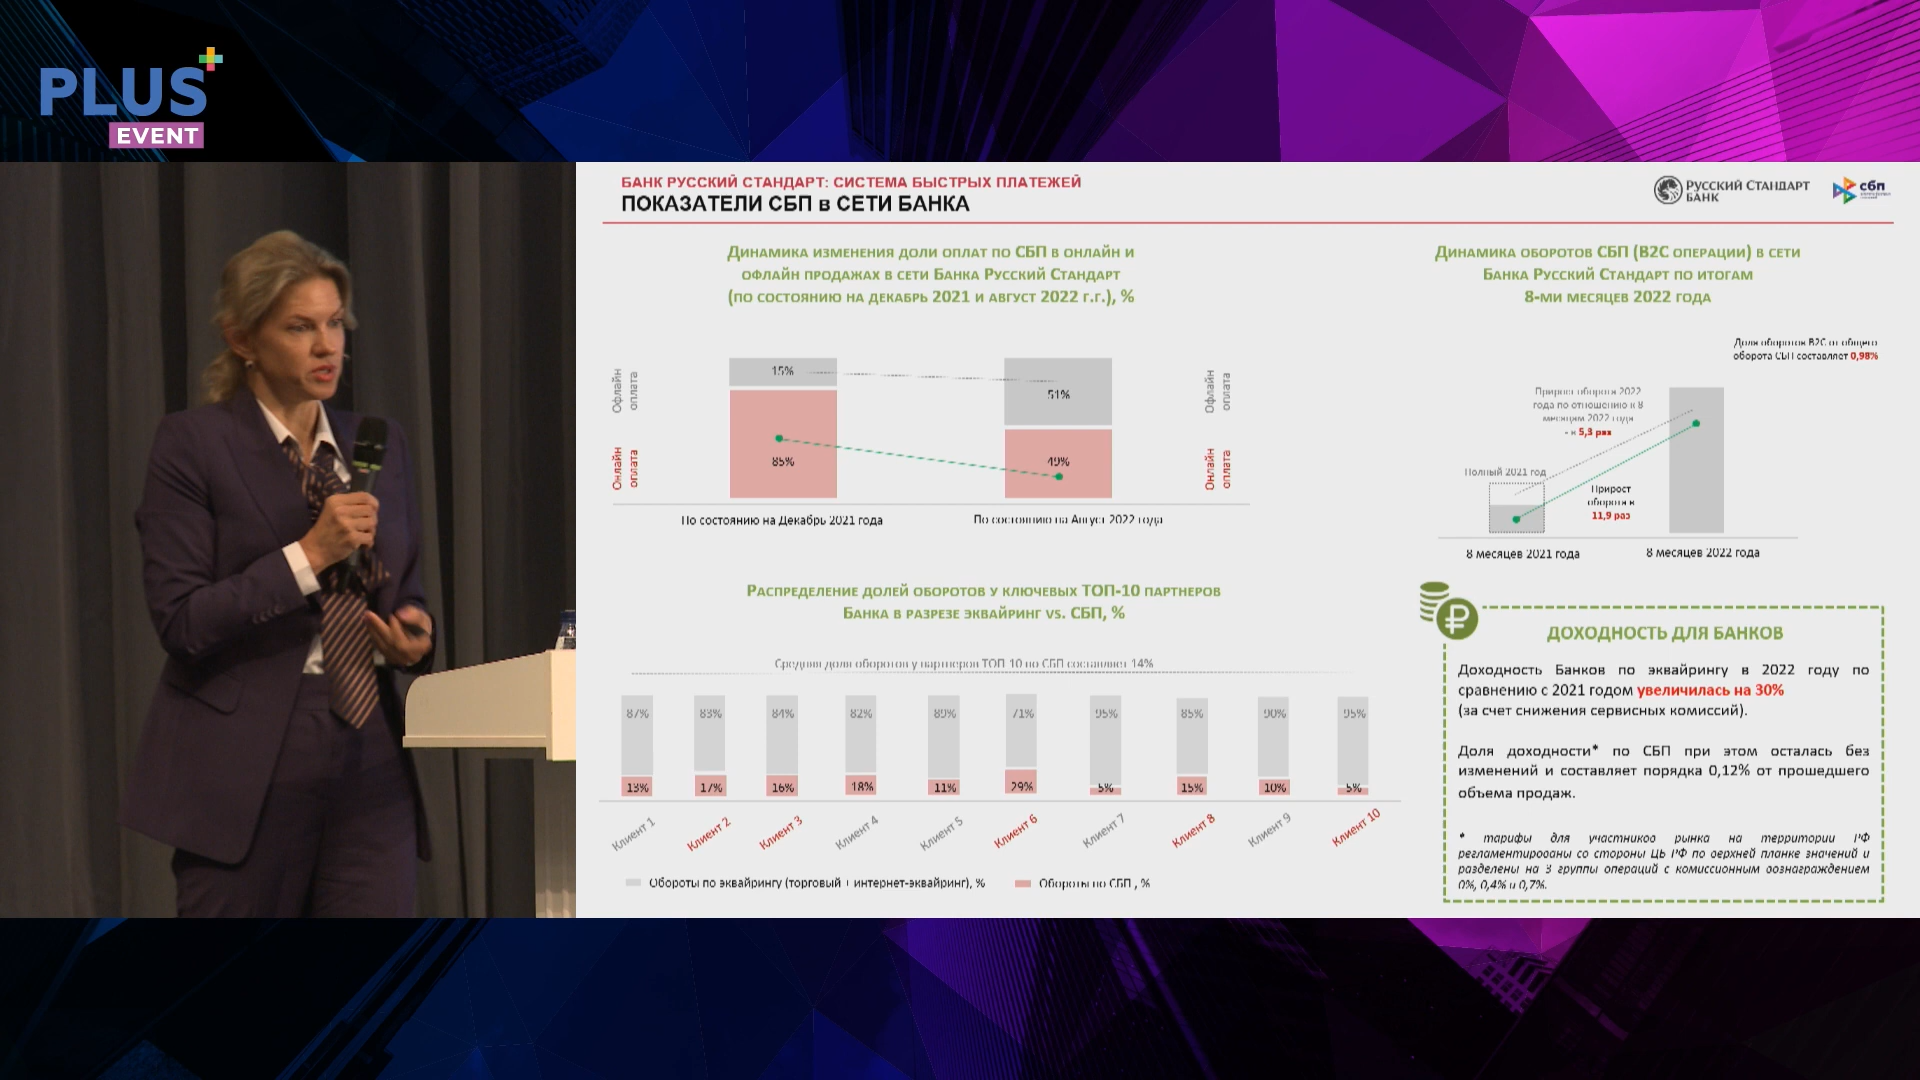 PLUS
EVENT
БАНК РУССКИЙ СТАНДАРТ: СИСТЕМА БЫСТРЫХ ПЛАТЕЖЕЙ
ПОКАЗАТЕЛИ СБП в СЕТИ БАНКА
РУССКИЙ СТАНДАРТ
БАНК
сбп
ДИНАМИКА ИЗМЕНЕНИЯ ДОЛИ ОПЛАТ ПО СБП В ОНЛАЙН И
ОФЛАЙН ПРОДАЖАХ В СЕТИ БАНКА РУССКИЙ СТАНДАРТ
(ПО СОСТОЯНИЮ НА ДЕКАБРЬ 2021 И АВГУСТ 2022 Г.Г.), %
Офлайн
оплата
Онлайн
оплата
15%
85%
51%
49%
Офлайн
оплата
Онлайн
оплата
По состоянию на Декабрь 2021 года
По состоянию на Август 2022 года
ДИНАМИКА ОБОРОТОВ СБП (B2C ОПЕРАЦИИ) В СЕТИ
БАНКА РУССКИЙ СТАНДАРТ ПО ИТОГАМ
8-МИ МЕСЯЦЕВ 2022 ГОДА
Доля оборотов B2C от общего
оборота СБП составляет 0,98%
Прирост оборота 2022
года по отношению к 8
месяцам 2022 года
- в 5,3 раз
Полный 2021 год
Прирост
оборота в
11,9 раз
8 месяцев 2021 года
8 месяцев 2022 года
РАСПРЕДЕЛЕНИЕ ДОЛЕЙ ОБОРОТОВ У КЛЮЧЕВЫХ ТОП-10 ПАРТНЕРОВ
БАНКА В РАЗРЕЗЕ ЭКВАЙРИНГ VS. СБП, %
Средняя доля оборотов у партнеров ТОП 10 по СБП составляет 14%
87% 83% 84% 82% 89% 71% 95% 85% 90% 95%
13% 17% 16% 18% 11% 29% 5% 15% 10% 5%
Клиент 1 Клиент 2 Клиент 3 Клиент 4 Клиент 5 Клиент 6 Клиент 7 Клиент 8 Клиент 9 Клиент 10
Обороты по эквайрингу (торговый + интернет-эквайринг), %
Обороты по СБП , %
ДОХОДНОСТЬ ДЛЯ БАНКОВ
Доходность Банков по эквайрингу в 2022 году по
сравнению с 2021 годом увеличилась на 30%
(за счет снижения сервисных комиссий).
Доля доходности* по СБП при этом осталась без
изменений и составляет порядка 0,12% от прошедшего
объема продаж.
* тарифы для участников рынка на территории РФ
регламентированы со стороны ЦБ РФ по верхней планке значений и
разделены на 3 группы операций с комиссионным вознаграждением
0%, 0,4% и 0,7%.